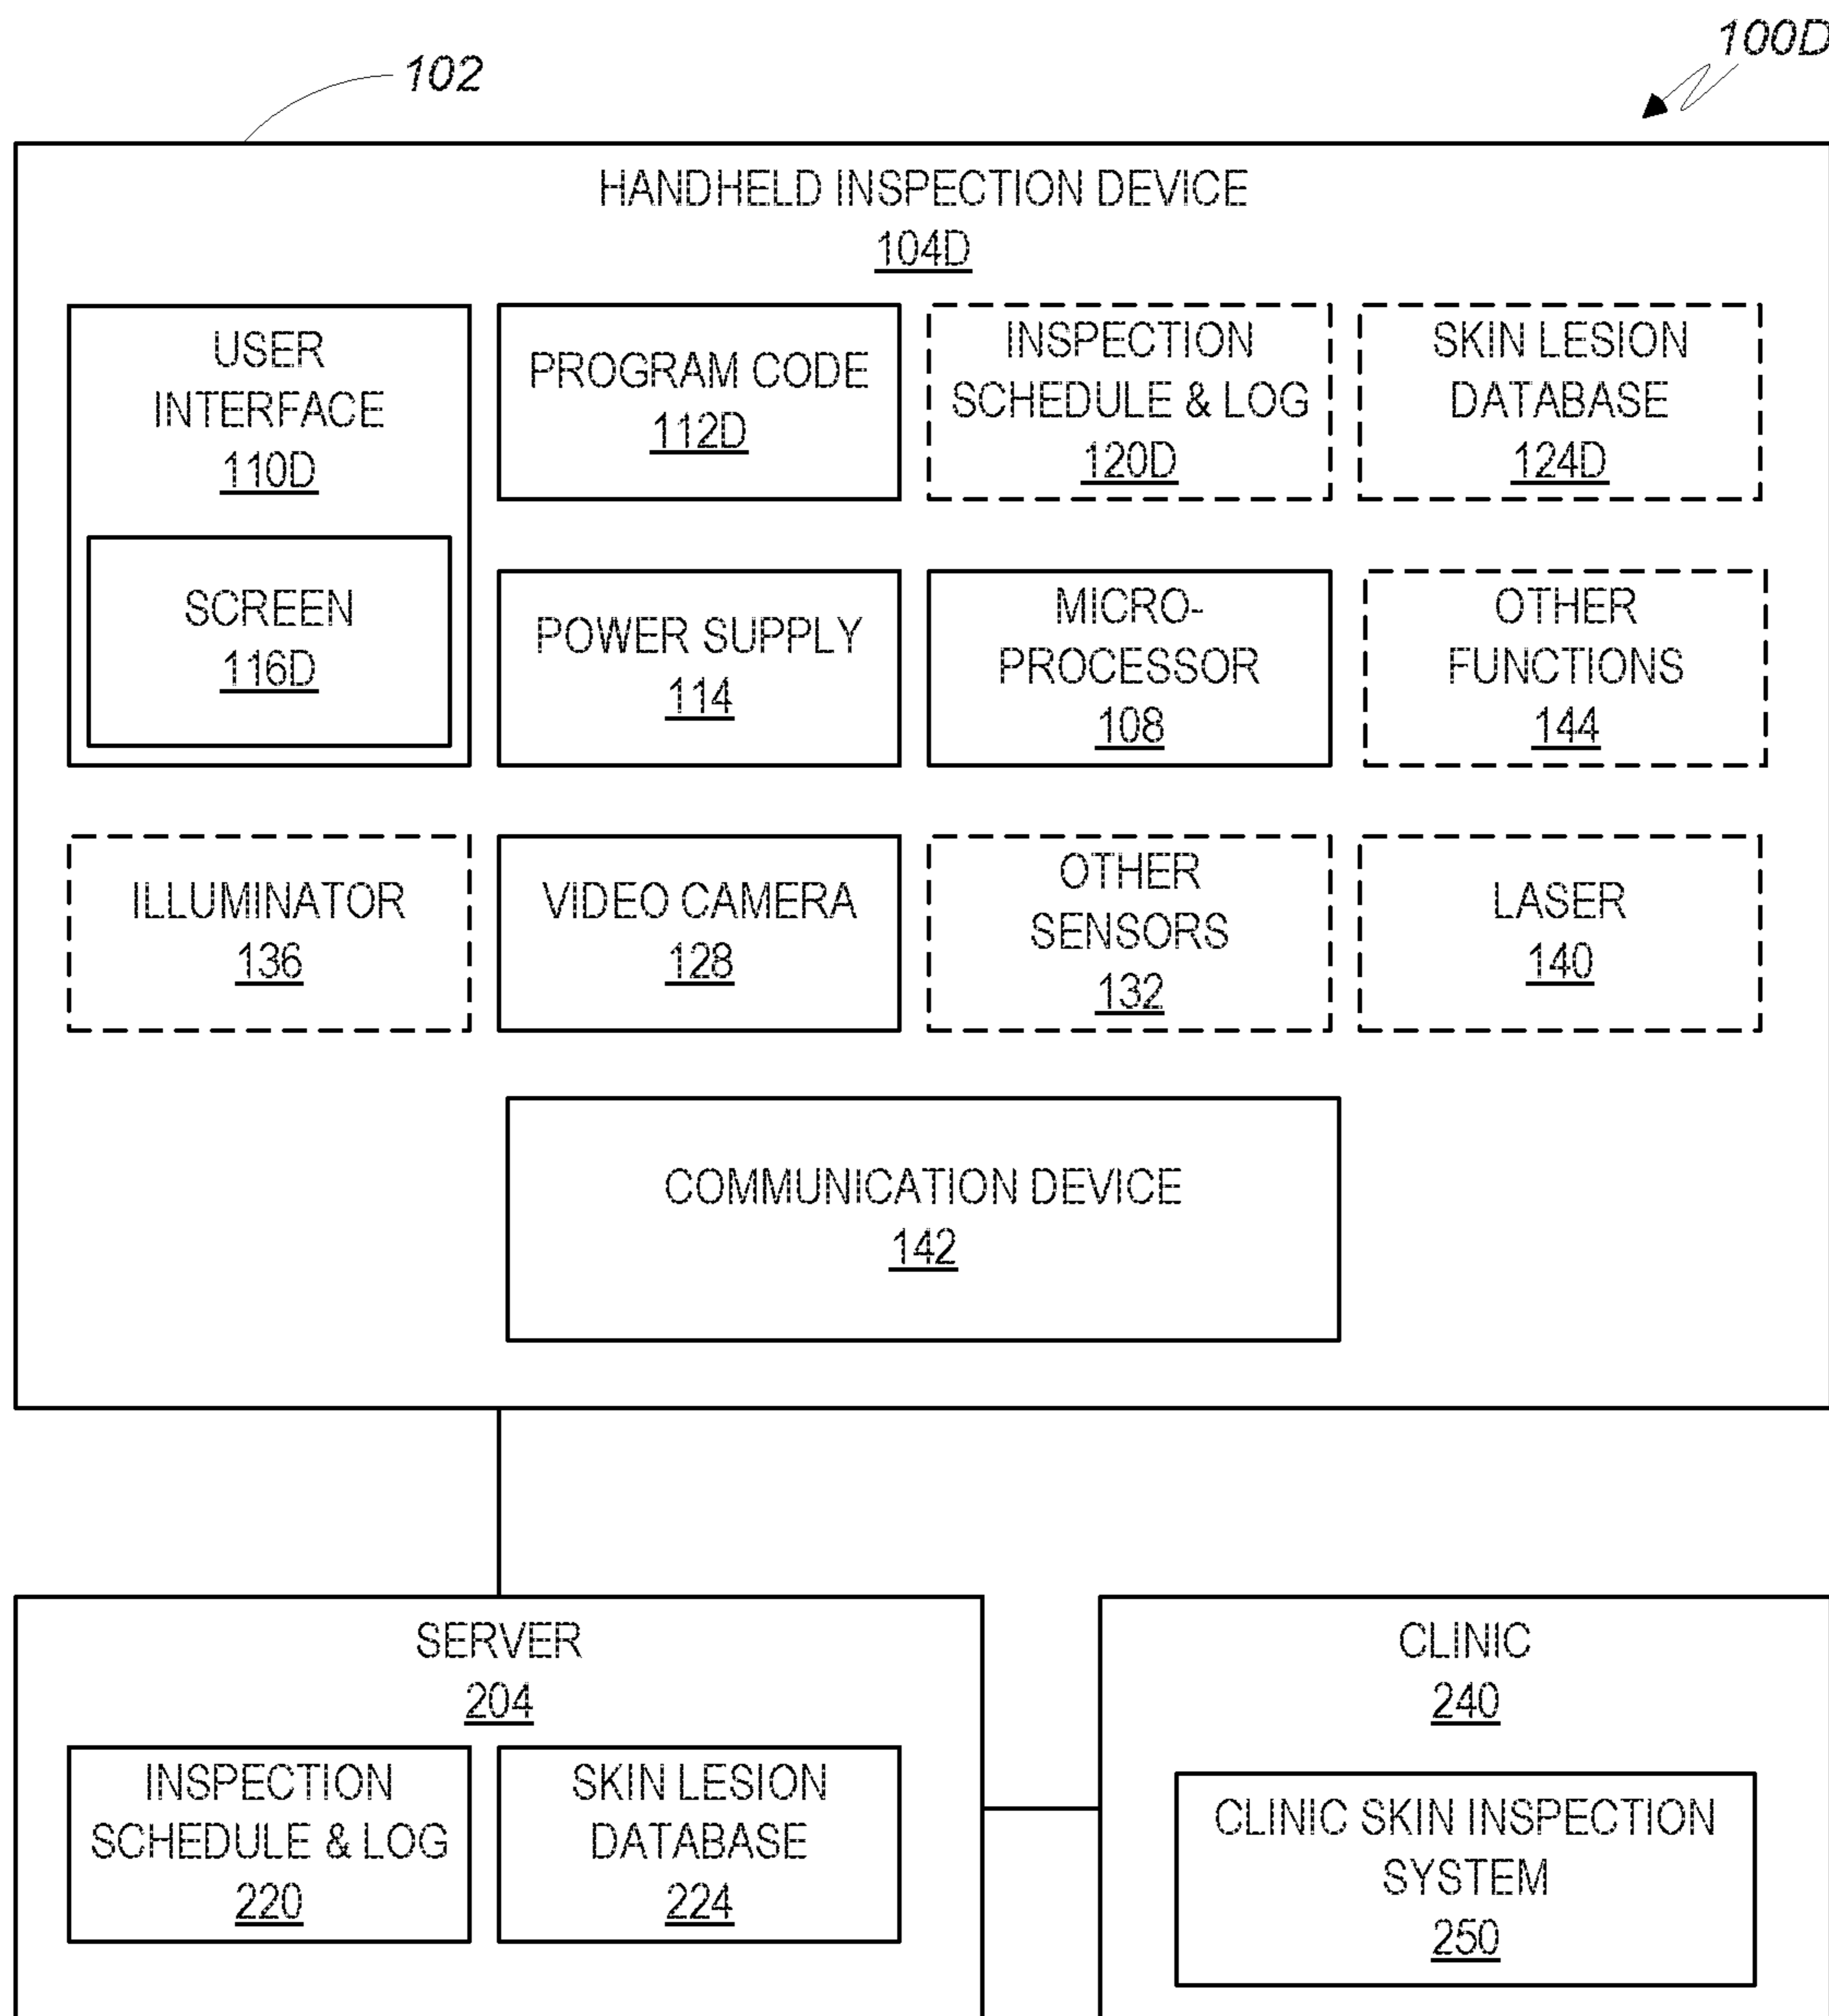 100D
102
HANDHELD INSPECTION DEVICE
104D
USER
INTERFACE
110D
SCREEN
116D
PROGRAM CODE
112D
INSPECTION
SCHEDULE & LOG
120D
SKIN LESION
DATABASE
124D
POWER SUPPLY
114
MICRO-
PROCESSOR
108
OTHER
FUNCTIONS
144
ILLUMINATOR
136
VIDEO CAMERA
128
OTHER
SENSORS
132
LASER
140
COMMUNICATION DEVICE
142
SERVER
204
INSPECTION
SCHEDULE & LOG
220
SKIN LESION
DATABASE
224
CLINIC
240
CLINIC SKIN INSPECTION
SYSTEM
250